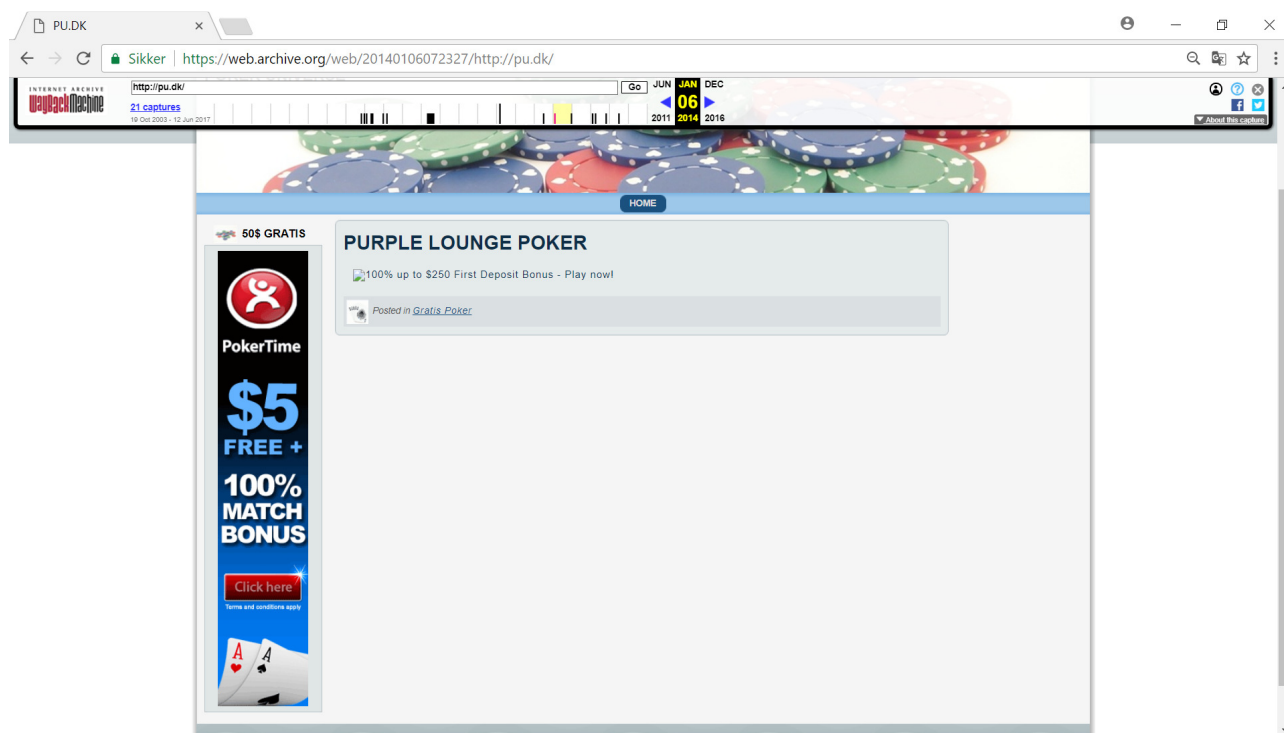 PU.DK
Sikker https://web.archive.org/web/20140106072327/http://pu.dk/
INTERNET ARCHIVE
WayBackMachine
http://pu.dk/
Go
JUN JAN DEC
21 captures
06
19 Oct 2003 - 12 Jun 2017
2011 2014 2016
About this capture
HOME
50$ GRATIS
PokerTime
$5
FREE +
100%
MATCH
BONUS
Click here
Terms and conditions apply
A A
PURPLE LOUNGE POKER
100% up to $250 First Deposit Bonus - Play now!
Posted in Gratis Poker